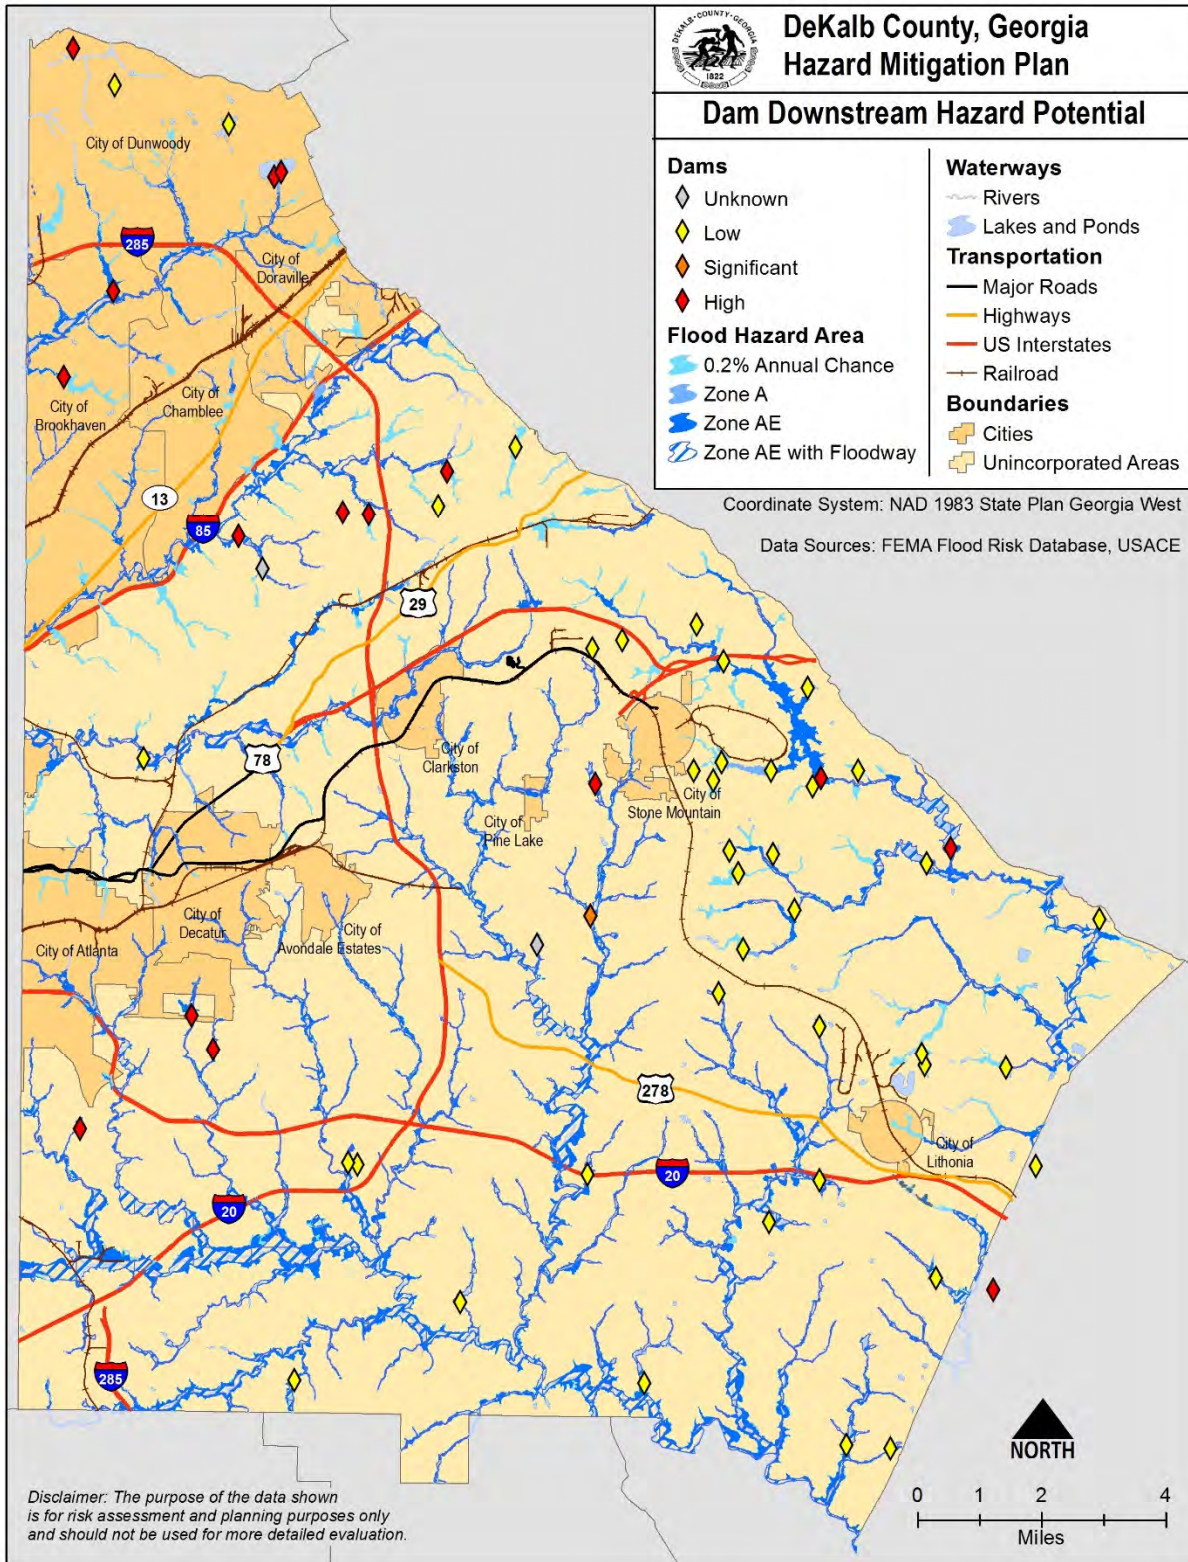 DEKALB·COUNTY·GEORGIA
1822
DeKalb County, Georgia
Hazard Mitigation Plan
Dam Downstream Hazard Potential
Dams
Unknown
Low
Significant
High
Flood Hazard Area
0.2% Annual Chance
Zone A
Zone AE
Zone AE with Floodway
Waterways
Rivers
Lakes and Ponds
Transportation
Major Roads
Highways
US Interstates
Railroad
Boundaries
Cities
Unincorporated Areas
Coordinate System: NAD 1983 State Plan Georgia West
Data Sources: FEMA Flood Risk Database, USACE
City of Dunwoody
285
City of
Doraville
City of
Brookhaven
City of
Chamblee
13
85
29
78
City of
Clarkston
City of
Pine Lake
City of
Stone Mountain
City of
Decatur
City of
Avondale Estates
City of Atlanta
278
City of
Lithonia
20
20
285
NORTH
0 1 2 4
Miles
Disclaimer: The purpose of the data shown
is for risk assessment and planning purposes only
and should not be used for more detailed evaluation.